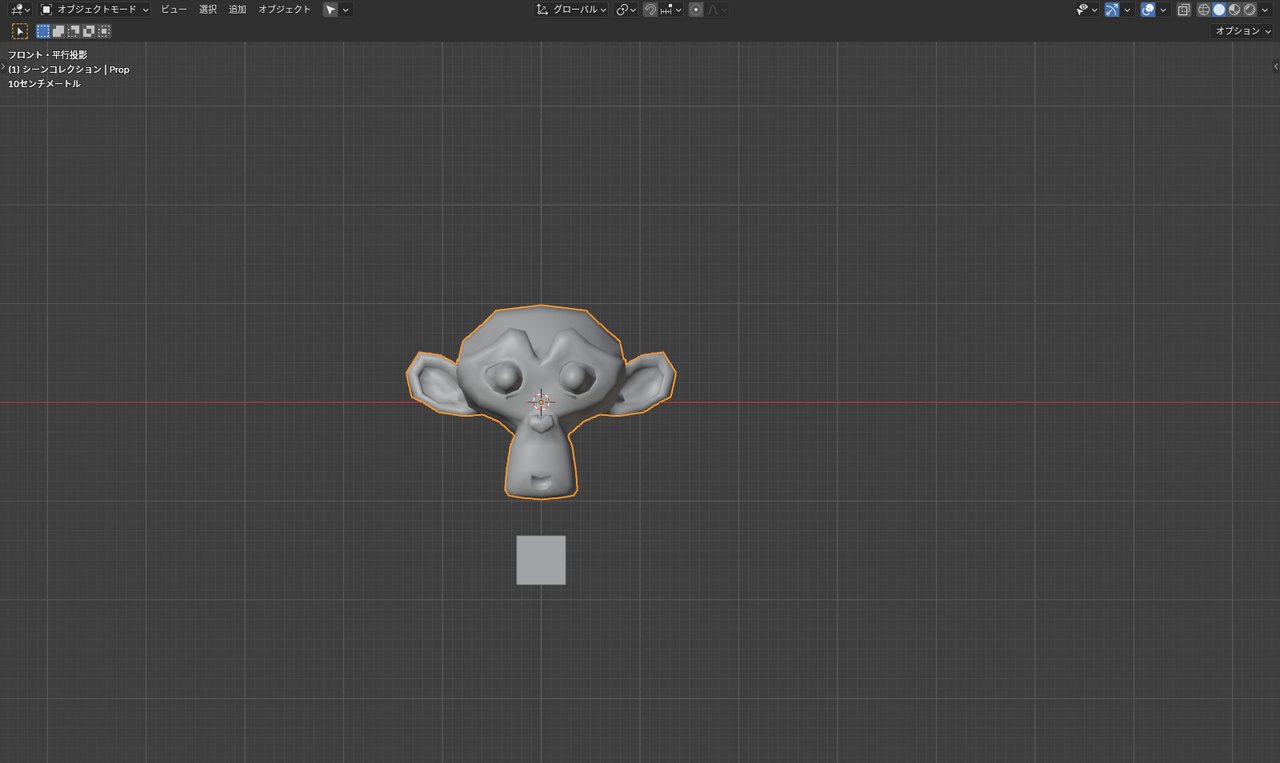 オブジェクトモード ビュー 選択 追加 オブジェクト グローバル
オプション
フロント・平行投影
(1) シーンコレクション | Prop
10センチメートル